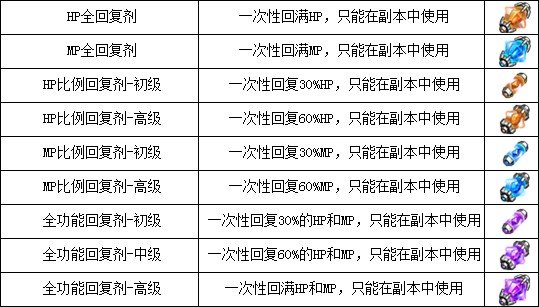 HP全回复剂 一次性回满HP，只能在副本中使用
MP全回复剂 一次性回满MP，只能在副本中使用
HP比例回复剂-初级 一次性回复30%HP，只能在副本中使用
HP比例回复剂-高级 一次性回复60%HP，只能在副本中使用
MP比例回复剂-初级 一次性回复30%MP，只能在副本中使用
MP比例回复剂-高级 一次性回复60%MP，只能在副本中使用
全功能回复剂-初级 一次性回复30%的HP和MP，只能在副本中使用
全功能回复剂-中级 一次性回复60%的HP和MP，只能在副本中使用
全功能回复剂-高级 一次性回满HP和MP，只能在副本中使用